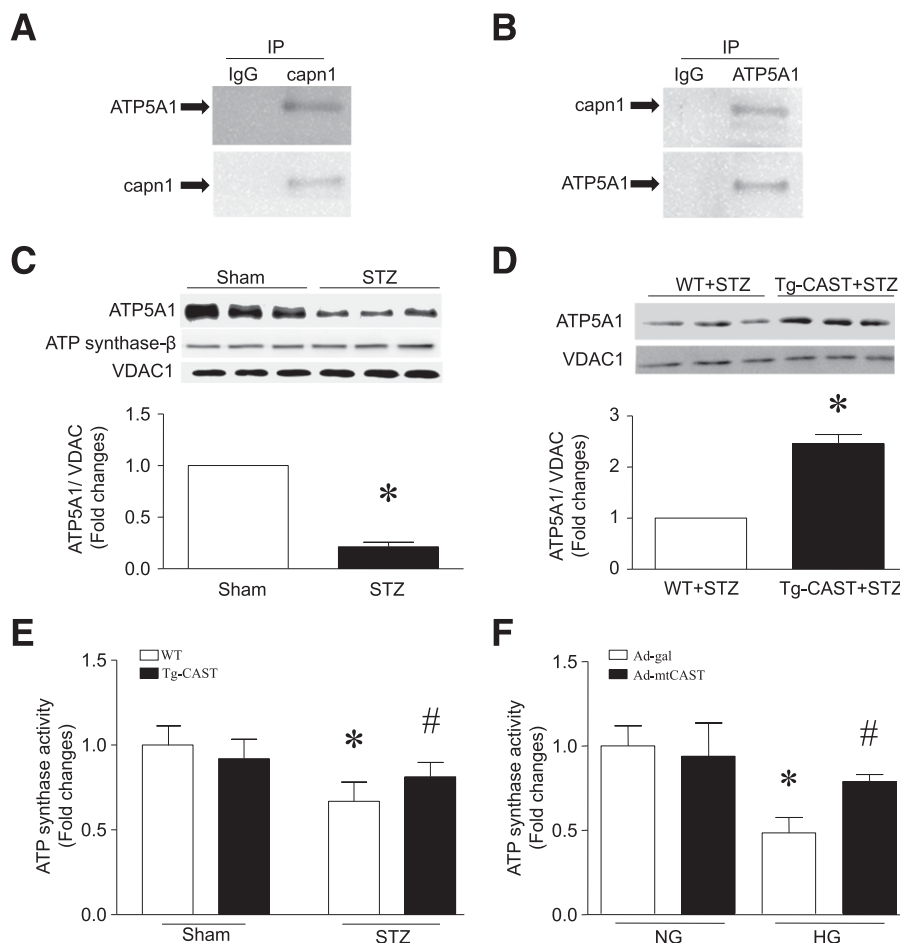 A
IP
IgG capn1
ATP5A1
capn1
B
IP
IgG ATP5A1
capn1
ATP5A1
C
Sham STZ
ATP5A1
ATP synthase-β
VDAC1
1.5
1.0
0.5
0.0
ATP5A1/ VDAC
(Fold changes)
*
Sham STZ
D
WT+STZ Tg-CAST+STZ
ATP5A1
VDAC1
3
2
1
0
ATP5A1/ VDAC
(Fold changes)
*
WT+STZ Tg-CAST+STZ
E
WT
Tg-CAST
1.5
1.0
0.5
0.0
ATP synthase activity
(Fold changes)
* #
Sham STZ
F
Ad-gal
Ad-mtCAST
1.5
1.0
0.5
0.0
ATP synthase activity
(Fold changes)
* #
NG HG